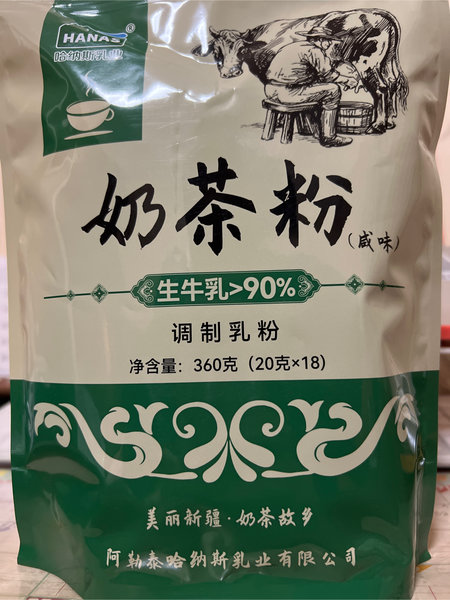 HANAS®
哈纳斯乳业
奶茶粉
(咸味)
生牛乳>90%
调制乳粉
净含量：360克（20克×18）
美丽新疆·奶茶故乡
阿勒泰哈纳斯乳业有限公司